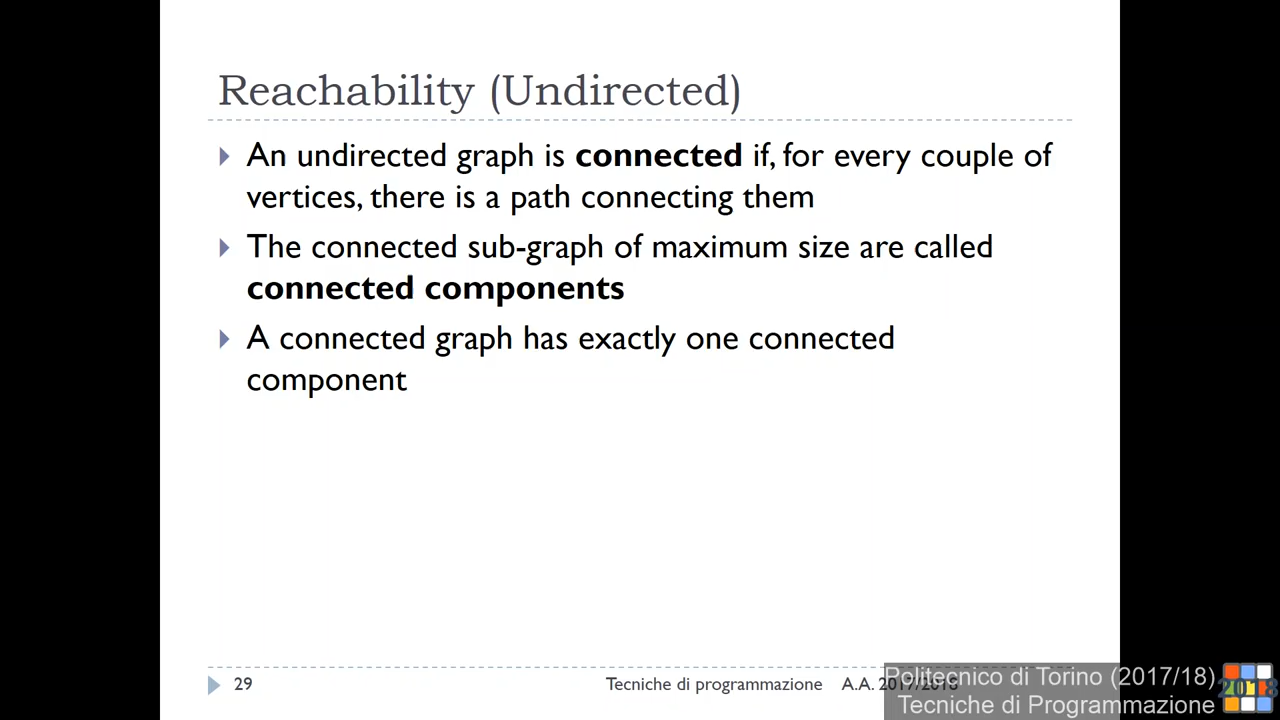 Reachability (Undirected)
An undirected graph is connected if, for every couple of
vertices, there is a path connecting them
The connected sub-graph of maximum size are called
connected components
A connected graph has exactly one connected
component
29
Tecniche di programmazione A.A. 2017/2018
Politecnico di Torino (2017/18)
Tecniche di Programmazione
2018